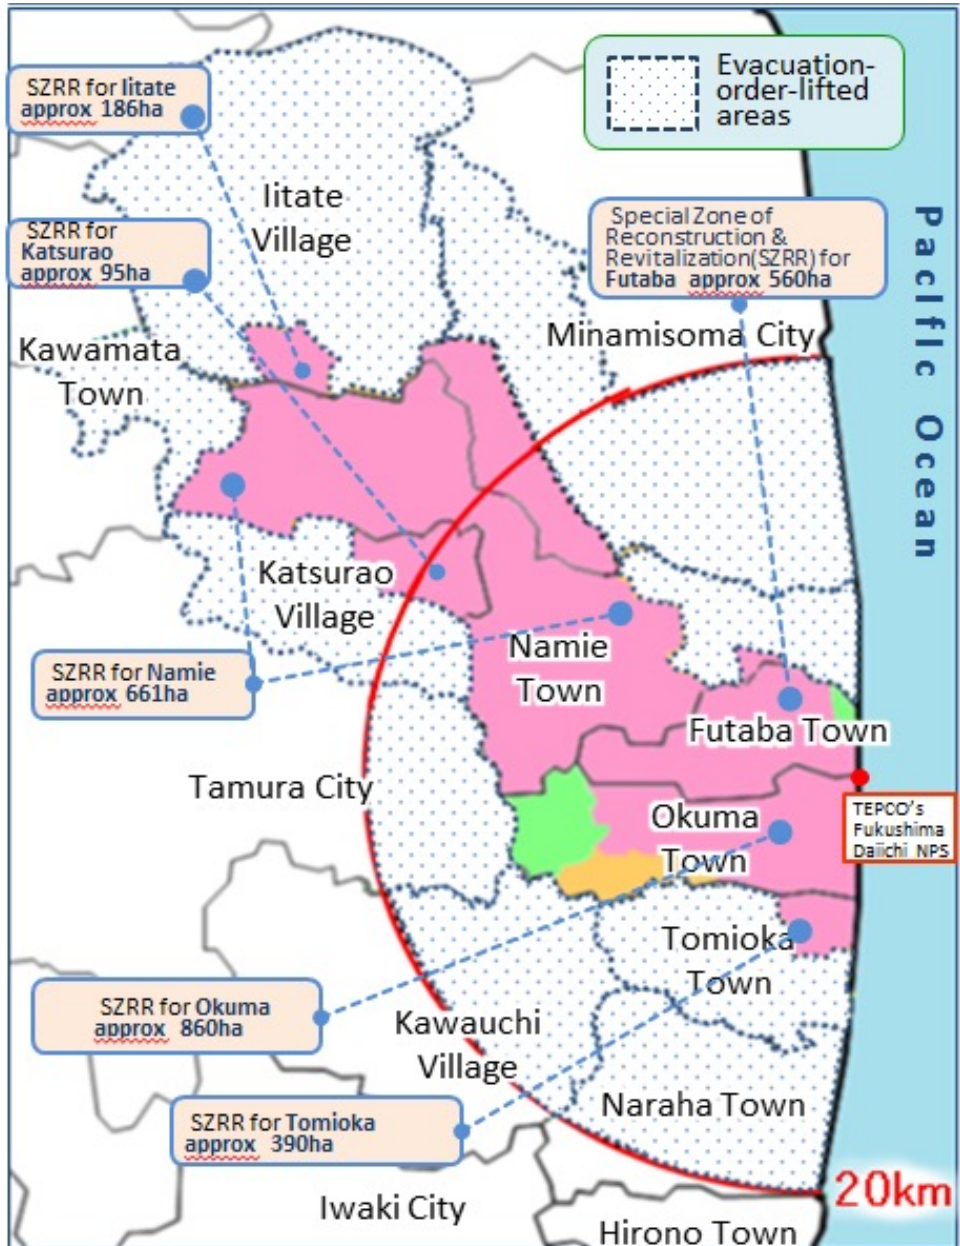 SZRR for Iitate
approx 186ha
Evacuation-
order-lifted
areas
Iitate
Village
SZRR for
Katsurao
approx 95ha
Special Zone of
Reconstruction &
Revitalization(SZRR) for
Futaba approx 560ha
Pacific Ocean
Minamisoma City
Kawamata
Town
Katsurao
Village
Namie
Town
SZRR for Namie
approx 661ha
Futaba Town
Tamura City
Okuma
Town
TEPCO's
Fukushima
Daiichi NPS
Tomioka
Town
SZRR for Okuma
approx 860ha
Kawauchi
Village
SZRR for Tomioka
approx 390ha
Naraha Town
20km
Iwaki City
Hirono Town